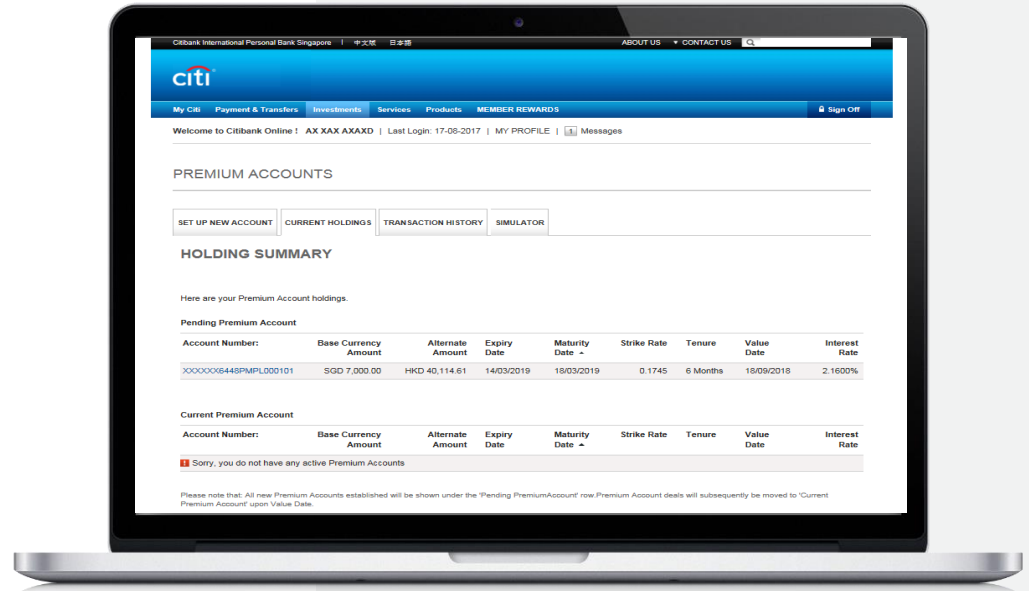 Citibank International Personal Bank Singapore | 中文版 日本語 ABOUT US ▼ CONTACT US
citi
My Citi Payment & Transfers Investments Services Products MEMBER REWARDS Sign Off
Welcome to Citibank Online ! AX XAX AXAXD | Last Login: 17-08-2017 | MY PROFILE | 1 Messages
PREMIUM ACCOUNTS
SET UP NEW ACCOUNT CURRENT HOLDINGS TRANSACTION HISTORY SIMULATOR
HOLDING SUMMARY
Here are your Premium Account holdings.
Pending Premium Account
Account Number: Base Currency Alternate Expiry Maturity Strike Rate Tenure Value Interest
Amount Amount Date Date ▲ Date Rate
XXXXXX6448PMPL000101 SGD 7,000.00 HKD 40,114.61 14/03/2019 18/03/2019 0.1745 6 Months 18/09/2018 2.1600%
Current Premium Account
Account Number: Base Currency Alternate Expiry Maturity Strike Rate Tenure Value Interest
Amount Amount Date Date ▲ Date Rate
! Sorry, you do not have any active Premium Accounts
Please note that: All new Premium Accounts established will be shown under the 'Pending PremiumAccount' row.Premium Account deals will subsequently be moved to 'Current
Premium Account' upon Value Date.